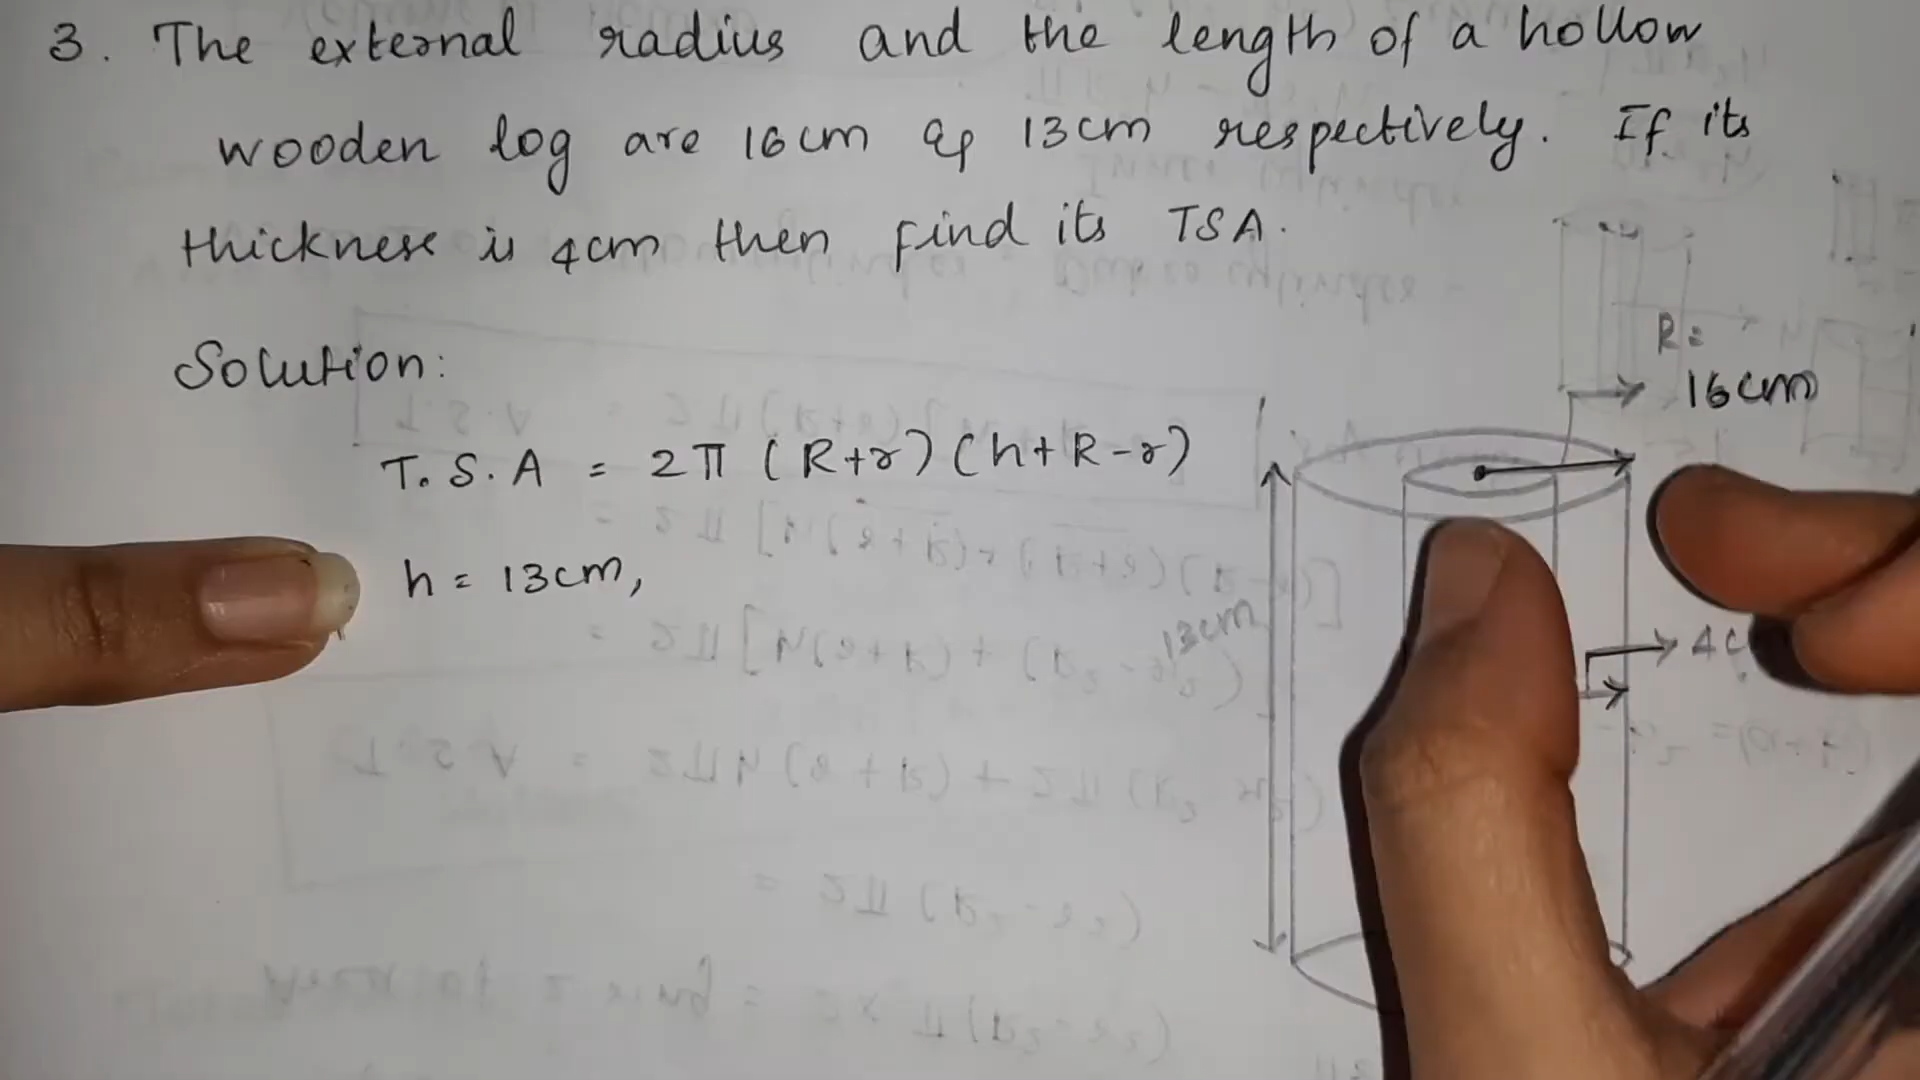 3. The external radius and the length of a hollow
wooden log are 16cm & 13cm respectively. If its
thickness is 4cm then find its TSA.
Solution:
R =
16cm
T.S.A = 2π (R+r) (h+R-r)
h = 13cm,
13cm